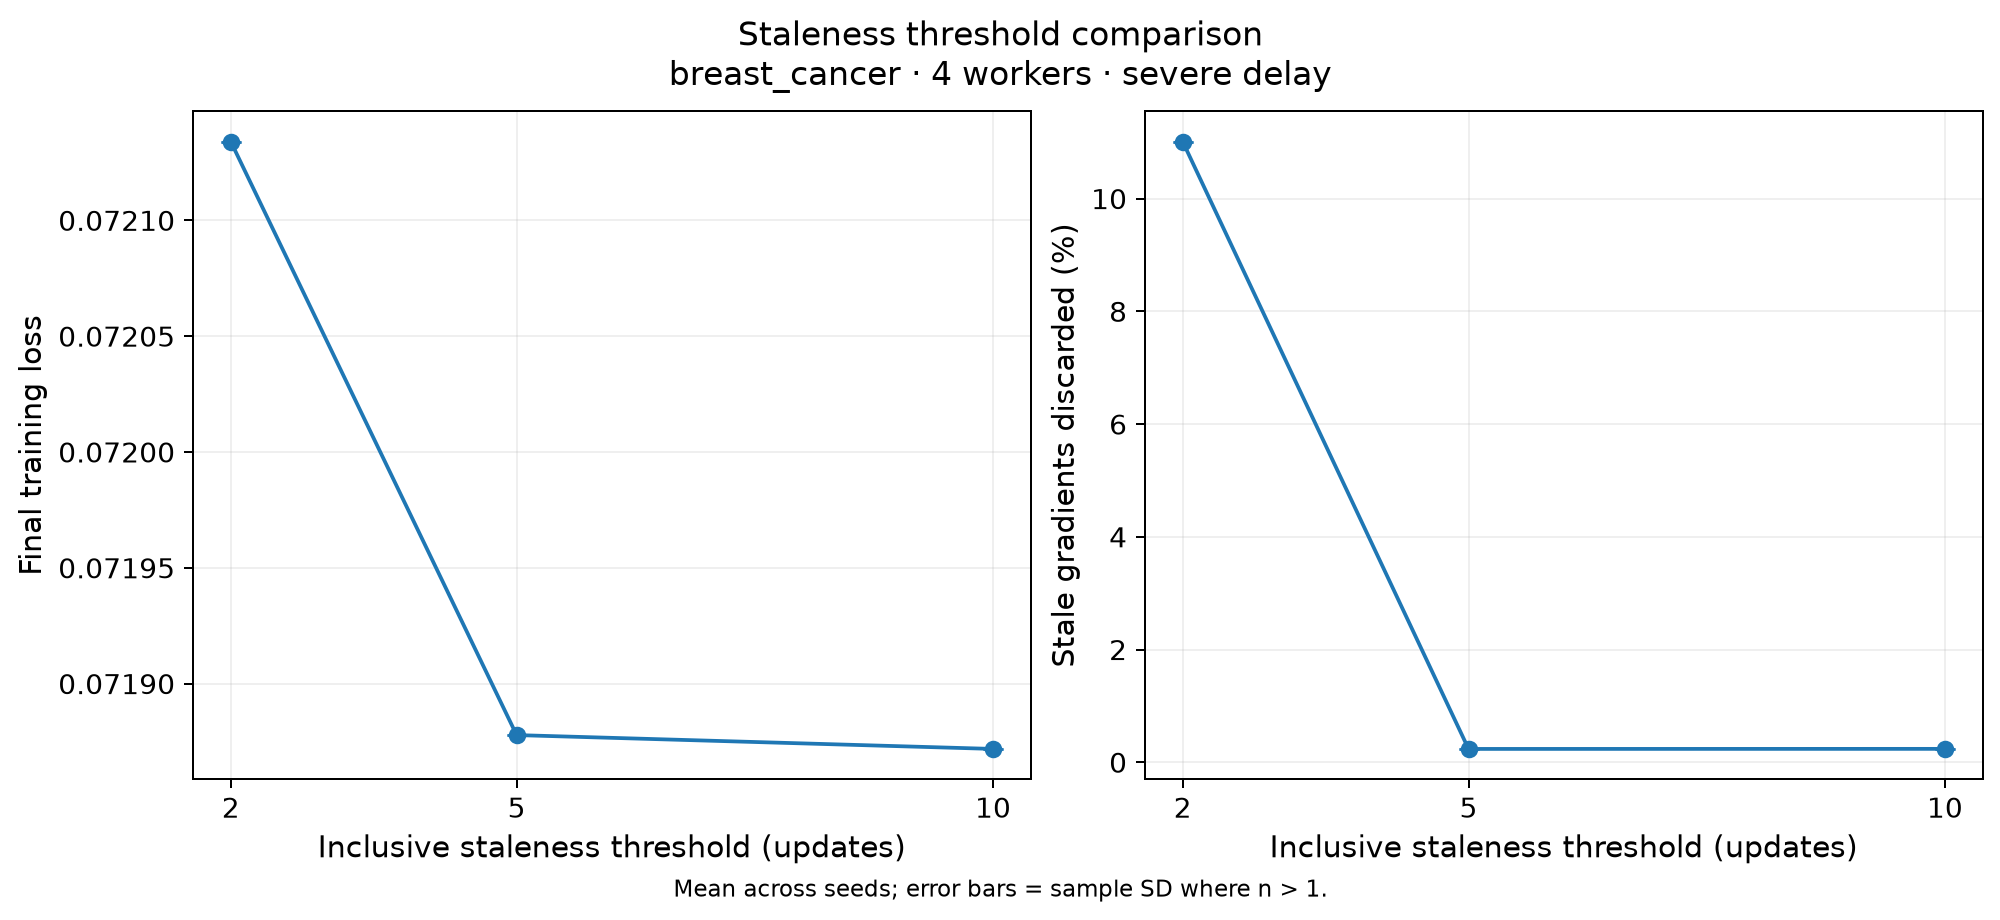 Staleness threshold comparison
breast_cancer · 4 workers · severe delay
Final training loss
0.07210
0.07205
0.07200
0.07195
0.07190
2 5 10
Inclusive staleness threshold (updates)
Stale gradients discarded (%)
10
8
6
4
2
0
2 5 10
Inclusive staleness threshold (updates)
Mean across seeds; error bars = sample SD where n > 1.